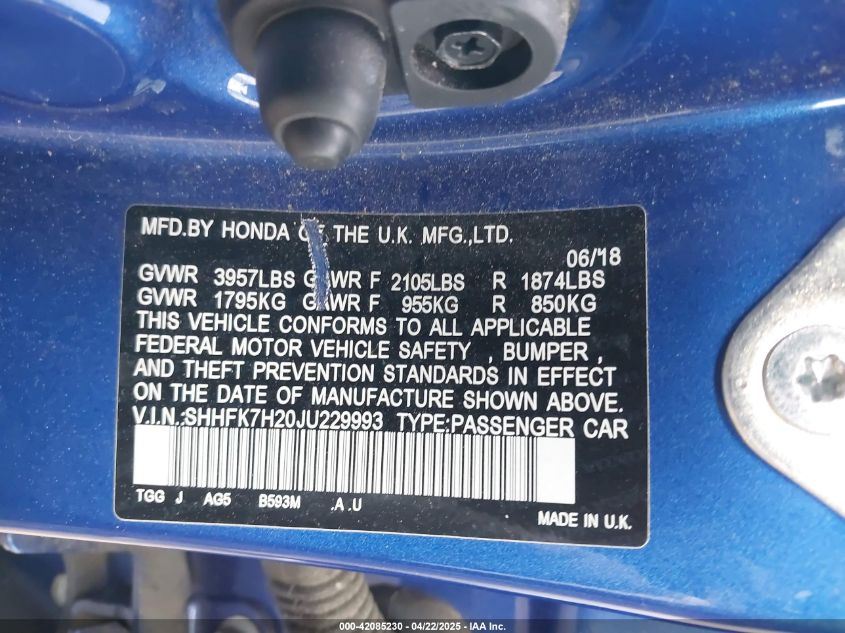 MFD.BY HONDA OF THE U.K. MFG.,LTD.
06/18
GVWR 3957LBS GAWR F 2105LBS R 1874LBS
GVWR 1795KG GAWR F 955KG R 850KG
THIS VEHICLE CONFORMS TO ALL APPLICABLE
FEDERAL MOTOR VEHICLE SAFETY , BUMPER ,
AND THEFT PREVENTION STANDARDS IN EFFECT
ON THE DATE OF MANUFACTURE SHOWN ABOVE.
V.I.N.:SHHFK7H20JU229993 TYPE:PASSENGER CAR
TGG J AG5 B593M .A .U
MADE IN U.K.
000-42085230 - 04/22/2025 - IAA Inc.